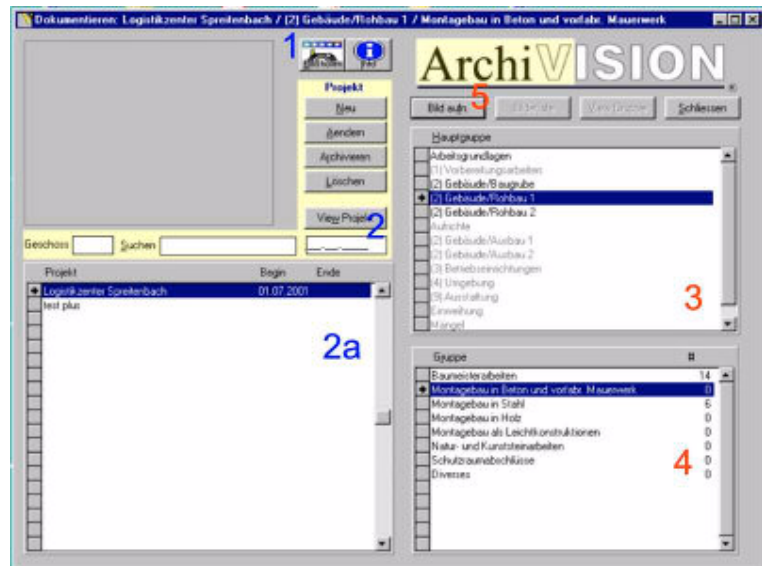 Dokumentieren: Logistikzenter Spreitenbach / (2) Gebäude/Rohbau 1 / Montagebau in Beton und vorfabr. Mauerwerk
1
ArchiVISION
Projekt
Neu
Aendern
Archivieren
Löschen
View Projekt
2
5
Bild aufn.
Schliessen
Hauptgruppe
Arbeitsgrundlagen
(1) Vorbereitungsarbeiten
(2) Gebäude/Baugrube
(2) Gebäude/Rohbau 1
(2) Gebäude/Rohbau 2
Aufrichte
(2) Gebäude/Ausbau 1
(2) Gebäude/Ausbau 2
(3) Betriebseinrichtungen
(4) Umgebung
(9) Ausstattung
Einweihung
Mängel
3
Geschoss
Suchen
Projekt Begin Ende
Logistikzenter Spreitenbach 01.07.2001
test plus
2a
Gruppe #
Baumeisterarbeiten 14
Montagebau in Beton und vorfabr. Mauerwerk 0
Montagebau in Stahl 6
Montagebau in Holz 0
Montagebau als Leichtkonstruktionen 0
Natur- und Kunststeinarbeiten 0
Schutzraumabschlüsse 0
Diverses 0
4